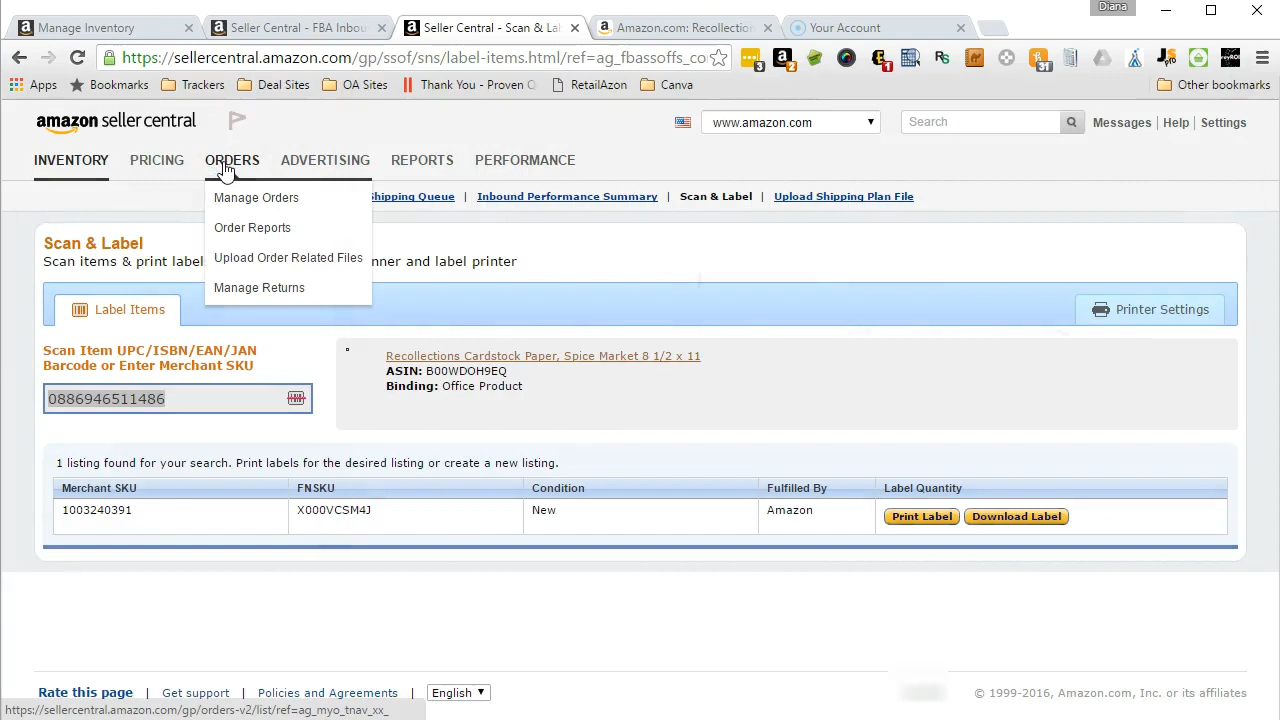 Diana
Manage Inventory
Seller Central - FBA Inbou
Seller Central - Scan & Lal
Amazon.com: Recollection
Your Account
https://sellercentral.amazon.com/gp/ssof/sns/label-items.html/ref=ag_fbassoffs_co
3
2
1
31
Apps
Bookmarks
Trackers
Deal Sites
OA Sites
Thank You - Proven
RetailAzon
Canva
Other bookmarks
amazon seller central
www.amazon.com
Search
Messages | Help | Settings
INVENTORY PRICING ORDERS ADVERTISING REPORTS PERFORMANCE
Manage Orders
Order Reports
Upload Order Related Files
Manage Returns
Shipping Queue | Inbound Performance Summary | Scan & Label | Upload Shipping Plan File
Scan & Label
Scan items & print label
nner and label printer
Label Items
Printer Settings
Scan Item UPC/ISBN/EAN/JAN
Barcode or Enter Merchant SKU
0886946511486
Recollections Cardstock Paper, Spice Market 8 1/2 x 11
ASIN: B00WDOH9EQ
Binding: Office Product
1 listing found for your search. Print labels for the desired listing or create a new listing.
Merchant SKU FNSKU Condition Fulfilled By Label Quantity
1003240391 X000VCSM4J New Amazon Print Label Download Label
Rate this page | Get support | Policies and Agreements English
© 1999-2016, Amazon.com, Inc. or its affiliates
https://sellercentral.amazon.com/gp/orders-v2/list/ref=ag_myo_tnav_xx_